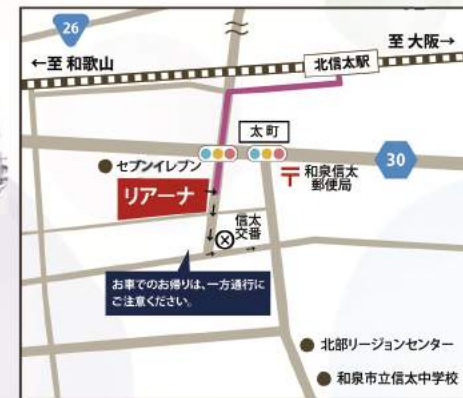 26
至 大阪→
←至 和歌山
北信太駅
太町
30
セブンイレブン
〒 和泉信太
郵便局
リアーナ
信太
交番
お車でのお帰りは、一方通行に
ご注意ください。
北部リージョンセンター
和泉市立信太中学校